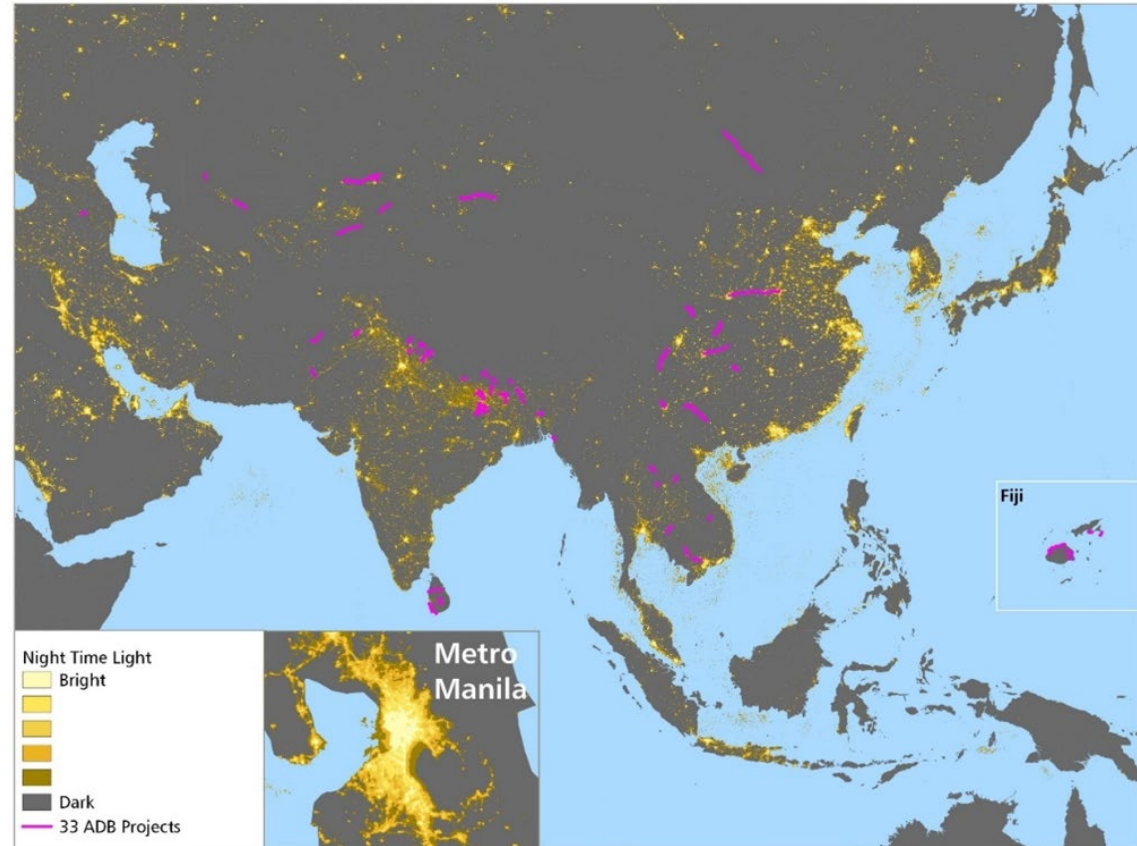 Fiji
Metro
Manila
Night Time Light
Bright
Dark
33 ADB Projects